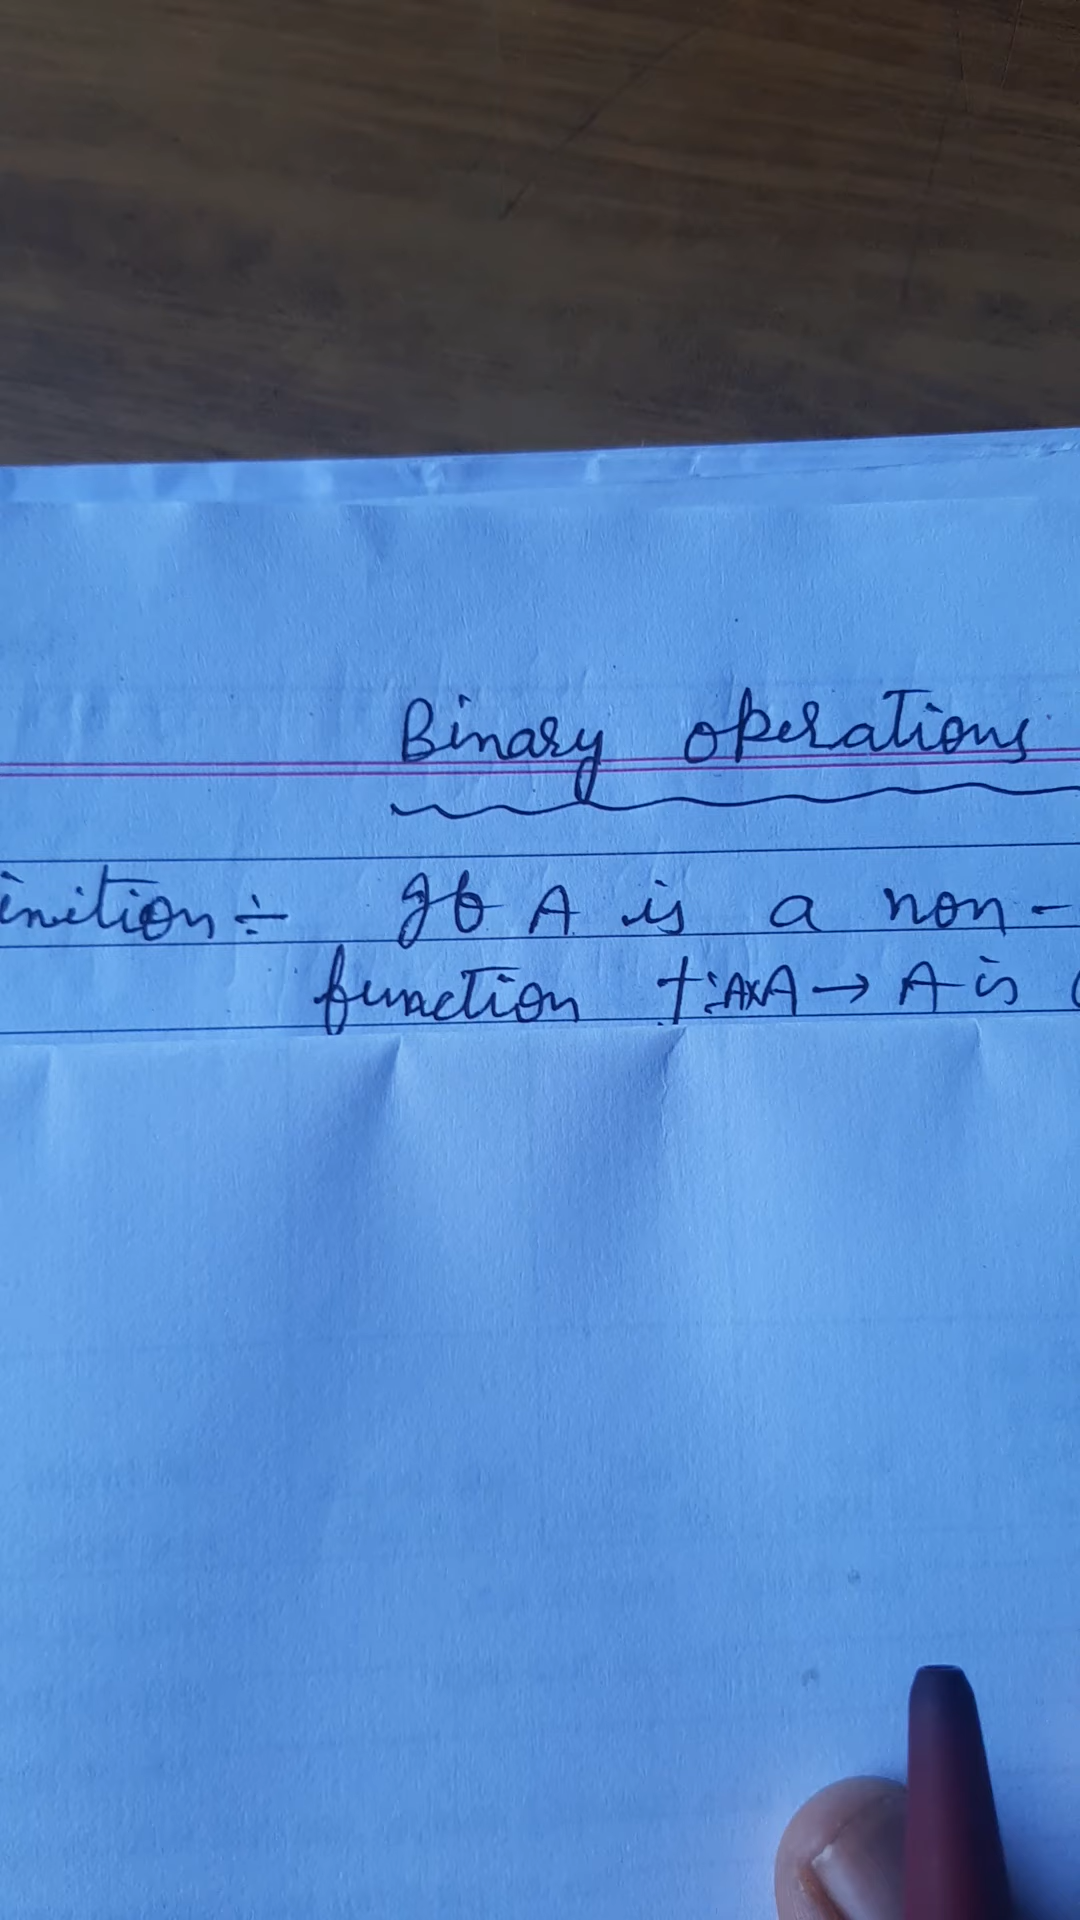 Binary operations
inition ÷ If A is a non-
function f: A×A → A is